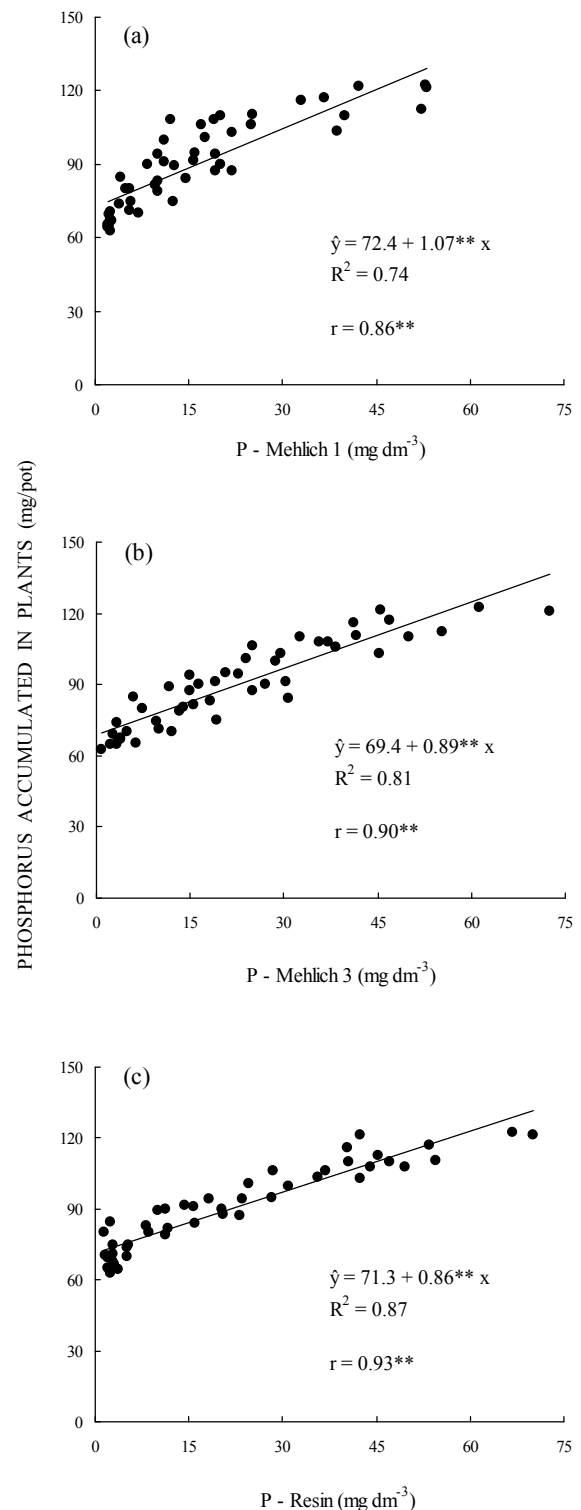 PHOSPHORUS ACCUMULATED IN PLANTS (mg/pot)
(a)
150
120
90
60
30
0
ŷ = 72.4 + 1.07** x
R² = 0.74
r = 0.86**
0 15 30 45 60 75
P - Mehlich 1 (mg dm⁻³)
(b)
150
120
90
60
30
0
ŷ = 69.4 + 0.89** x
R² = 0.81
r = 0.90**
0 15 30 45 60 75
P - Mehlich 3 (mg dm⁻³)
(c)
150
120
90
60
30
0
ŷ = 71.3 + 0.86** x
R² = 0.87
r = 0.93**
0 15 30 45 60 75
P - Resin (mg dm⁻³)